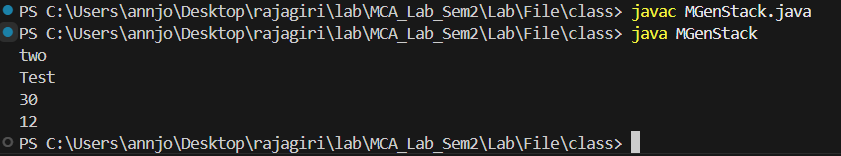 PS C:\Users\annjo\Desktop\rajagiri\lab\MCA_Lab_Sem2\Lab\File\class> javac MGenStack.java
PS C:\Users\annjo\Desktop\rajagiri\lab\MCA_Lab_Sem2\Lab\File\class> java MGenStack
two
Test
30
12
PS C:\Users\annjo\Desktop\rajagiri\lab\MCA_Lab_Sem2\Lab\File\class>